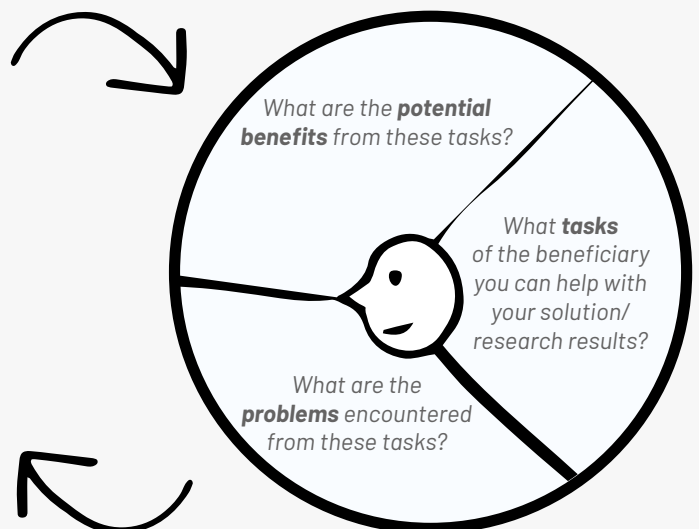 What are the potential
benefits from these tasks?
What tasks
of the beneficiary
you can help with
your solution/
research results?
What are the
problems encountered
from these tasks?